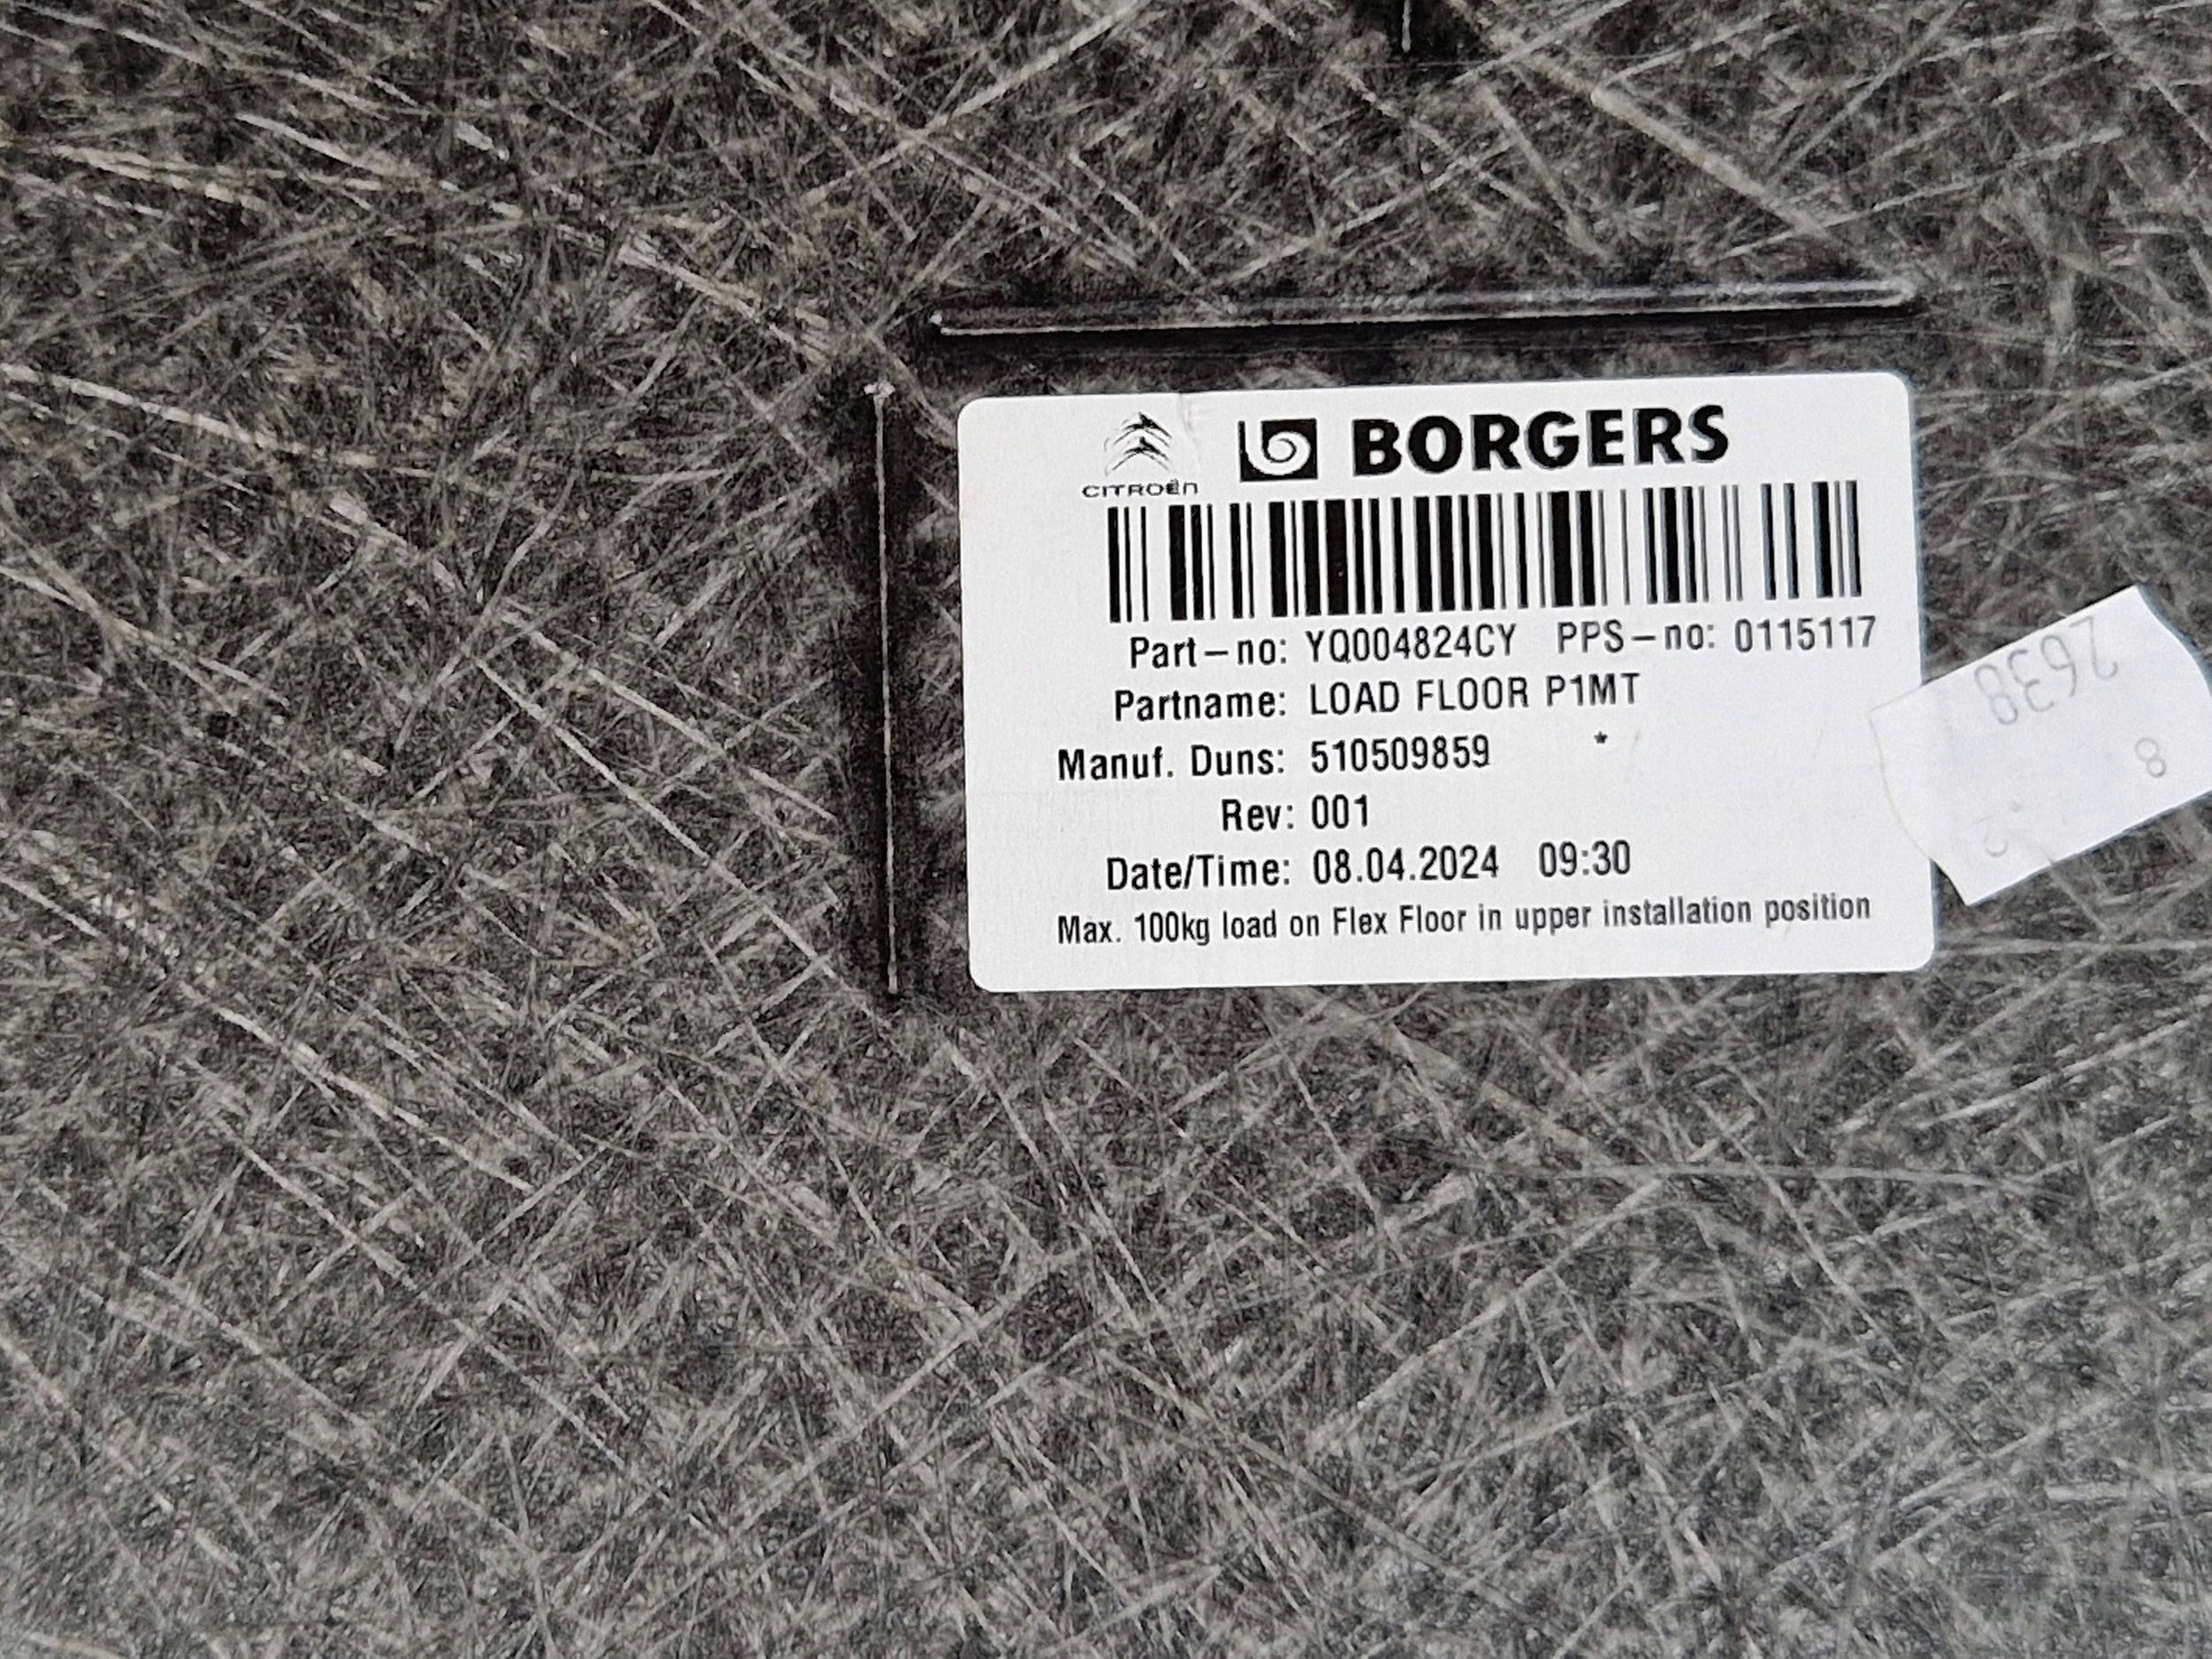 CITROËN BORGERS
Part-no: YQ004824CY PPS-no: 0115117
Partname: LOAD FLOOR P1MT
Manuf. Duns: 510509859 *
Rev: 001
Date/Time: 08.04.2024 09:30
Max. 100kg load on Flex Floor in upper installation position
2638
8